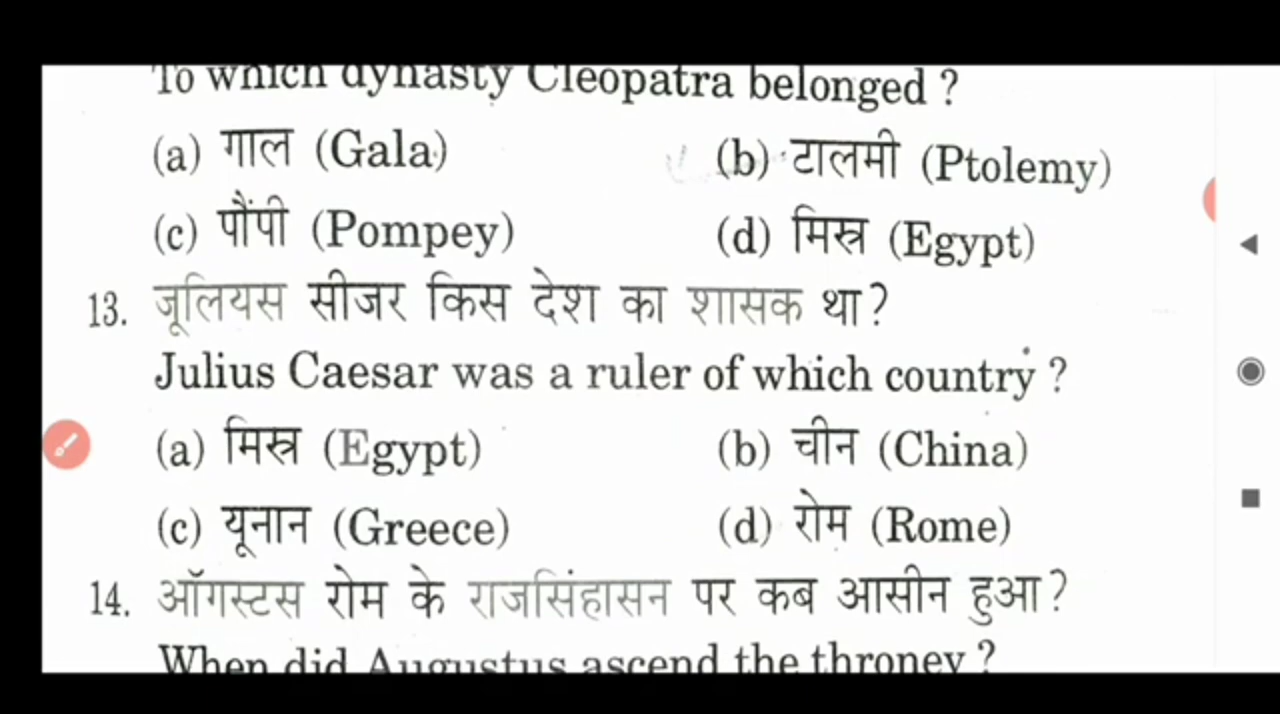 To which dynasty Cleopatra belonged ?
(a) गाल (Gala) (b) टालमी (Ptolemy)
(c) पौंपी (Pompey) (d) मिस्र (Egypt)
13. जूलियस सीजर किस देश का शासक था?
Julius Caesar was a ruler of which country ?
(a) मिस्र (Egypt) (b) चीन (China)
(c) यूनान (Greece) (d) रोम (Rome)
14. ऑगस्टस रोम के राजसिंहासन पर कब आसीन हुआ?
When did Augustus ascend the throney ?